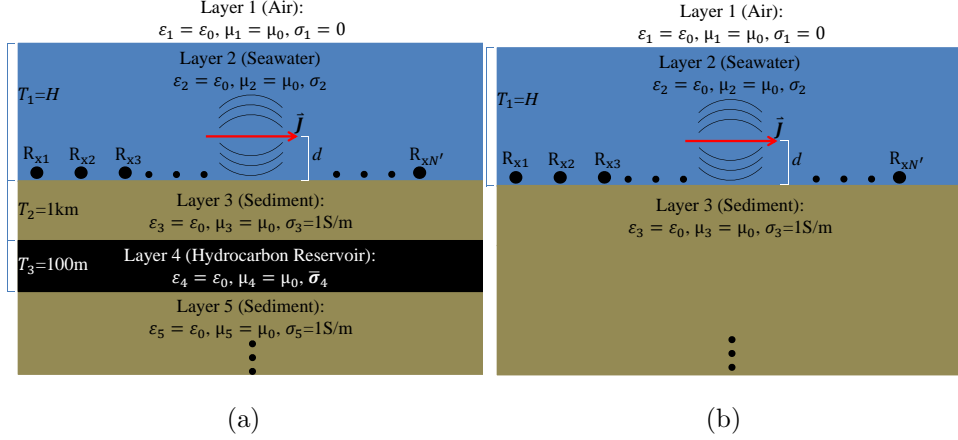 Layer 1 (Air):
ε₁ = ε₀, μ₁ = μ₀, σ₁ = 0
Layer 2 (Seawater)
ε₂ = ε₀, μ₂ = μ₀, σ₂
T₁=H
J⃗
d
Rₓ₁ Rₓ₂ Rₓ₃ R_xN′
Layer 3 (Sediment):
T₂=1km
ε₃ = ε₀, μ₃ = μ₀, σ₃=1S/m
Layer 4 (Hydrocarbon Reservoir):
T₃=100m
ε₄ = ε₀, μ₄ = μ₀, σ̅₄
Layer 5 (Sediment):
ε₅ = ε₀, μ₅ = μ₀, σ₅=1S/m
(a)
Layer 1 (Air):
ε₁ = ε₀, μ₁ = μ₀, σ₁ = 0
Layer 2 (Seawater)
ε₂ = ε₀, μ₂ = μ₀, σ₂
T₁=H
J⃗
d
Rₓ₁ Rₓ₂ Rₓ₃ R_xN′
Layer 3 (Sediment):
ε₃ = ε₀, μ₃ = μ₀, σ₃=1S/m
(b)